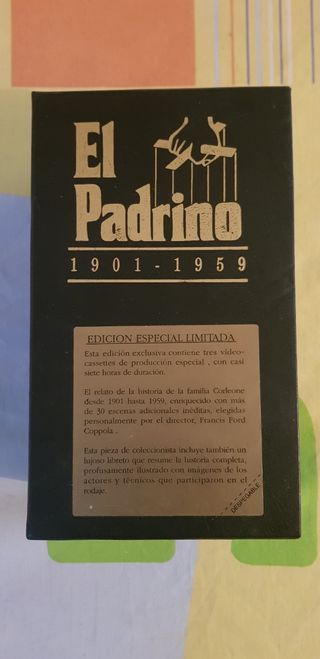 El
Padrino
1901-1959
EDICION ESPECIAL LIMITADA
Esta edición exclusiva contiene tres video-
cassettes de producción especial , con casi
siete horas de duración.
El relato de la historia de la familia Corleone
desde 1901 hasta 1959, enriquecido con más
de 30 escenas adicionales inéditas, elegidas
personalmente por el director, Francis Ford
Coppola .
Esta pieza de coleccionista incluye también un
lujoso libreto que resume la historia completa,
profusamente ilustrado con imágenes de los
actores y técnicos que participaron en el
rodaje.
DESPEGABLE